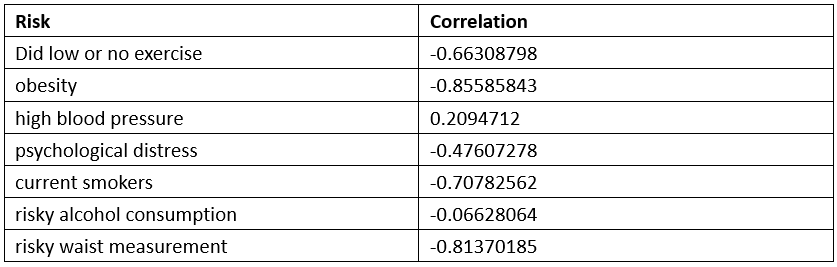 Risk Correlation
Did low or no exercise -0.66308798
obesity -0.85585843
high blood pressure 0.2094712
psychological distress -0.47607278
current smokers -0.70782562
risky alcohol consumption -0.06628064
risky waist measurement -0.81370185